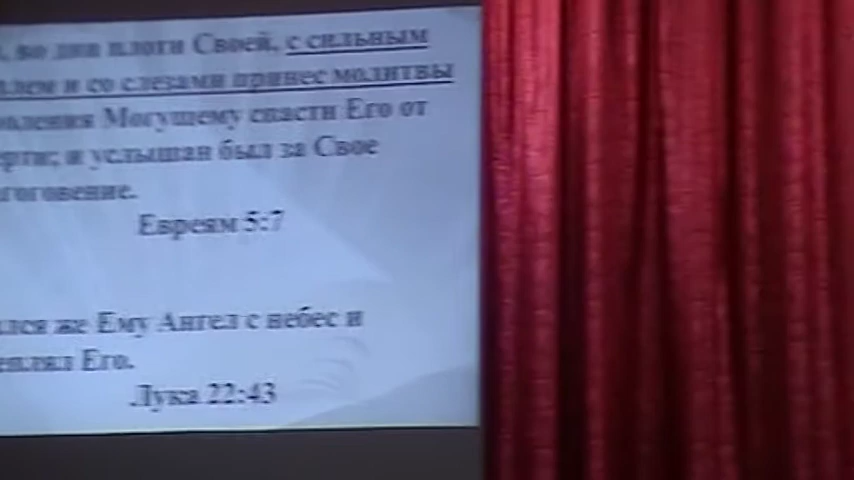 во дни плоти Своей, с сильным
и со слезами принес молитвы
Могущему спасти Его от
и услышан был за Свое
Евреям 5:7
же Ему Ангел с небес и
Его.
Лука 22:43